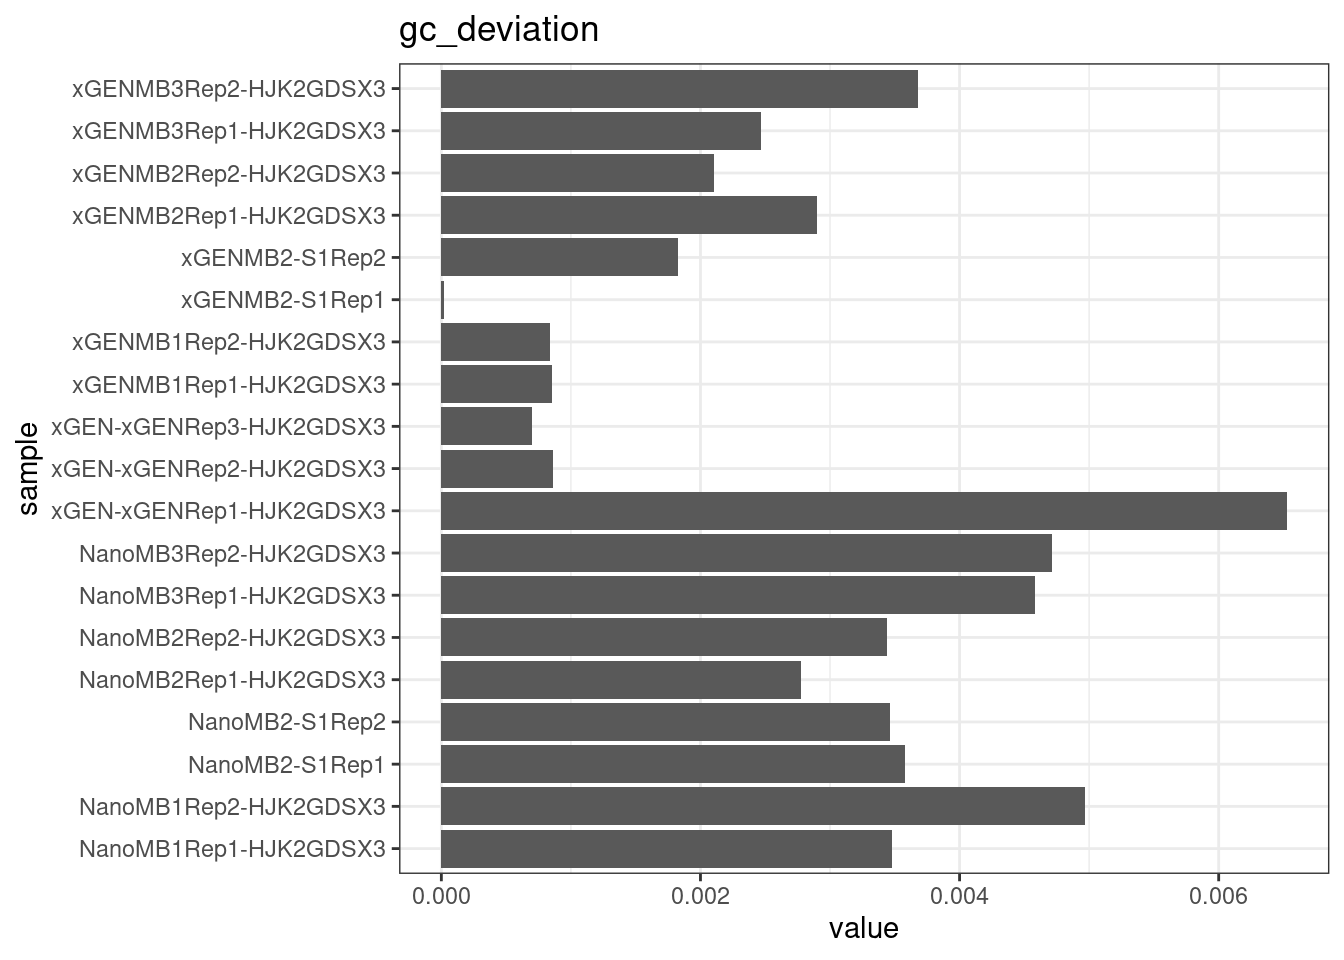 gc_deviation
xGENMB3Rep2-HJK2GDSX3
xGENMB3Rep1-HJK2GDSX3
xGENMB2Rep2-HJK2GDSX3
xGENMB2Rep1-HJK2GDSX3
xGENMB2-S1Rep2
xGENMB2-S1Rep1
xGENMB1Rep2-HJK2GDSX3
xGENMB1Rep1-HJK2GDSX3
xGEN-xGENRep3-HJK2GDSX3
xGEN-xGENRep2-HJK2GDSX3
xGEN-xGENRep1-HJK2GDSX3
NanoMB3Rep2-HJK2GDSX3
NanoMB3Rep1-HJK2GDSX3
NanoMB2Rep2-HJK2GDSX3
NanoMB2Rep1-HJK2GDSX3
NanoMB2-S1Rep2
NanoMB2-S1Rep1
NanoMB1Rep2-HJK2GDSX3
NanoMB1Rep1-HJK2GDSX3
sample
0.000 0.002 0.004 0.006
value